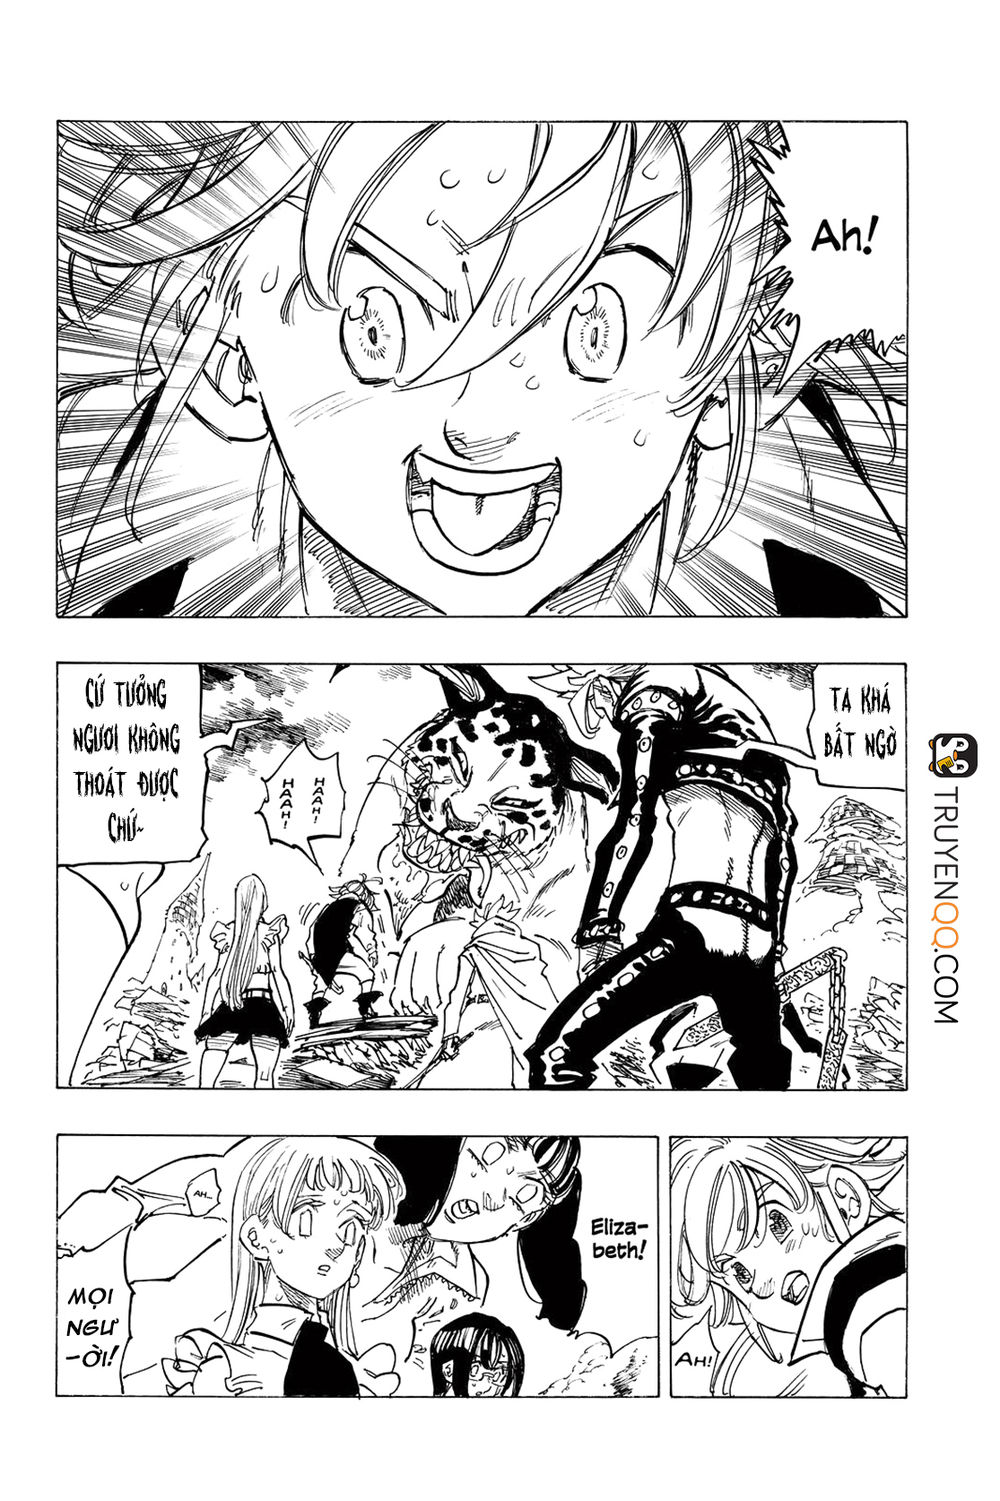 Ah!
TA KHÁ
BẤT NGỜ
CỨ TƯỞNG
NGƯƠI KHÔNG
THOÁT ĐƯỢC
CHỨ~
HAAH!
HAAH!
AH...
Eliza-
beth!
MỌI
NGƯ
-ỜI!
AH!
TRUYENQQ.COM